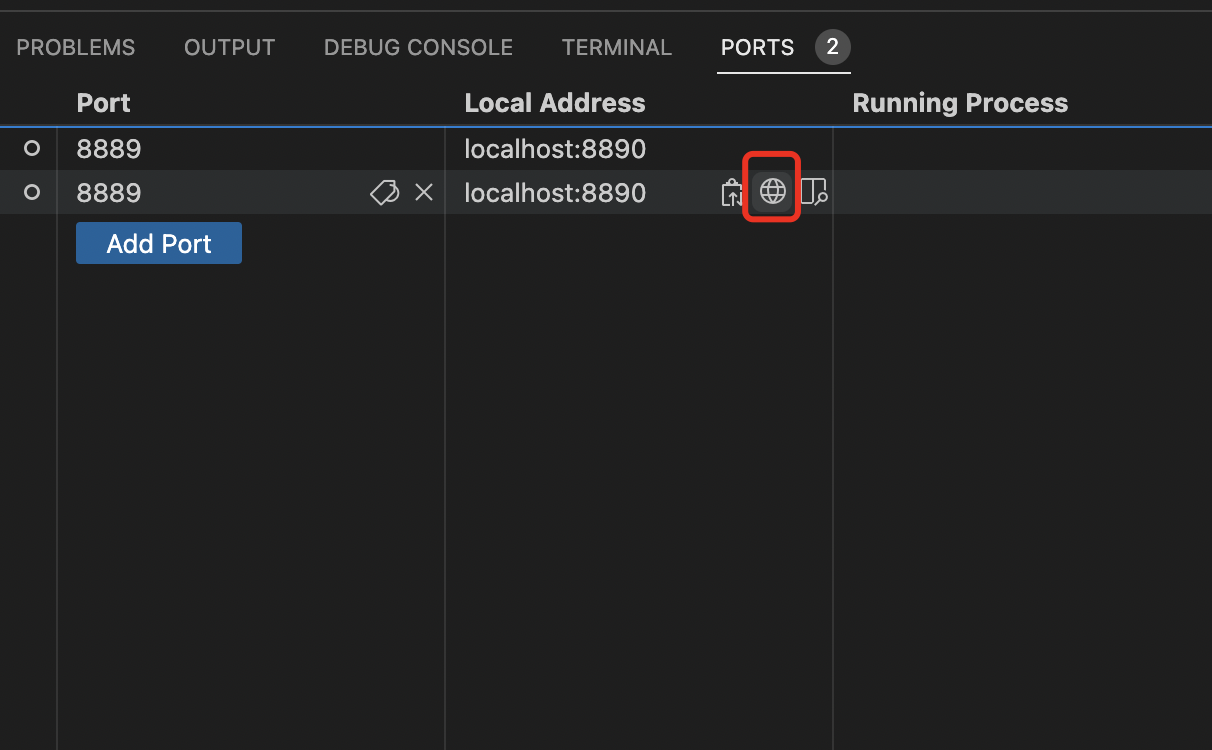 PROBLEMS OUTPUT DEBUG CONSOLE TERMINAL PORTS 2
Port Local Address Running Process
8889 localhost:8890
8889 localhost:8890
Add Port